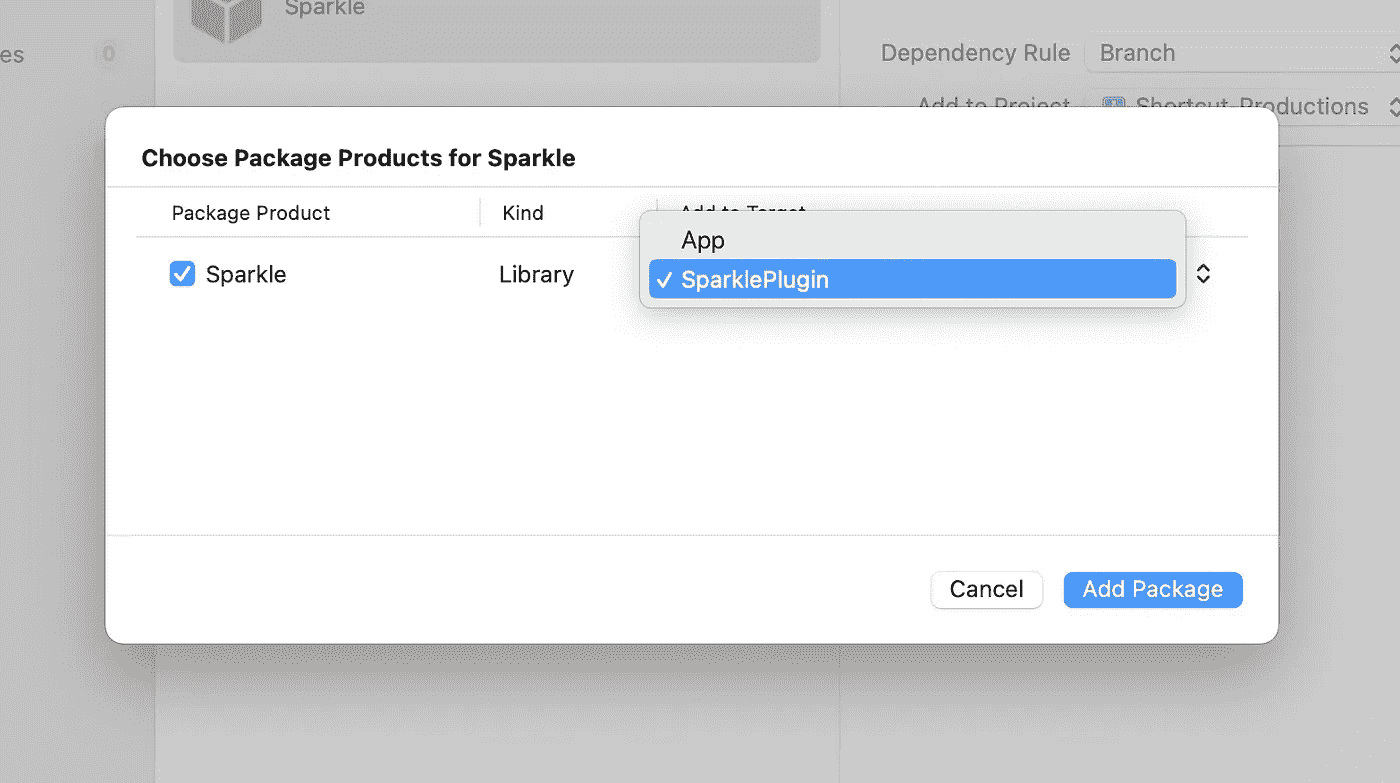 Sparkle
es 0
Dependency Rule Branch
Add to Project Shortcut-Productions
Choose Package Products for Sparkle
Package Product Kind Add to Target
App
Sparkle Library
SparklePlugin
Cancel Add Package